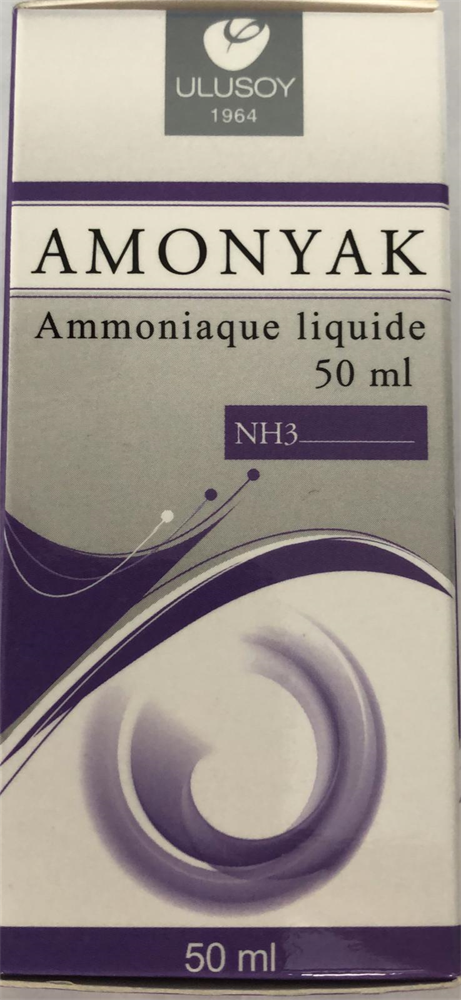 ULUSOY
1964
AMONYAK
Ammoniaque liquide
50 ml
NH3
50 ml